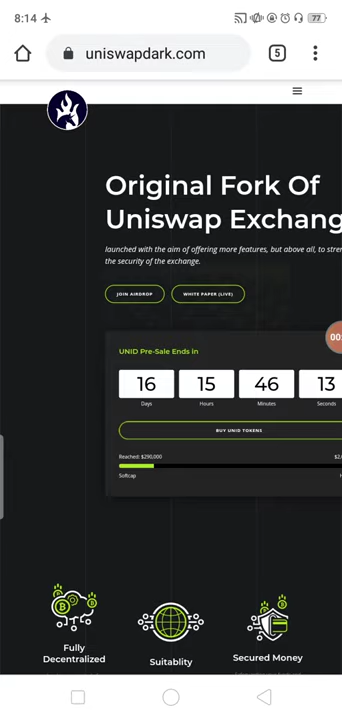 8:14
77
uniswapdark.com
5
Original Fork Of
Uniswap Exchang
launched with the aim of offering more features, but above all, to stren
the security of the exchange.
JOIN AIRDROP
WHITE PAPER (LIVE)
00:
UNID Pre-Sale Ends in
16 15 46 13
Days Hours Minutes Seconds
BUY UNID TOKENS
Reached: $290,000
Softcap
Fully
Decentralized
Suitablity
Secured Money